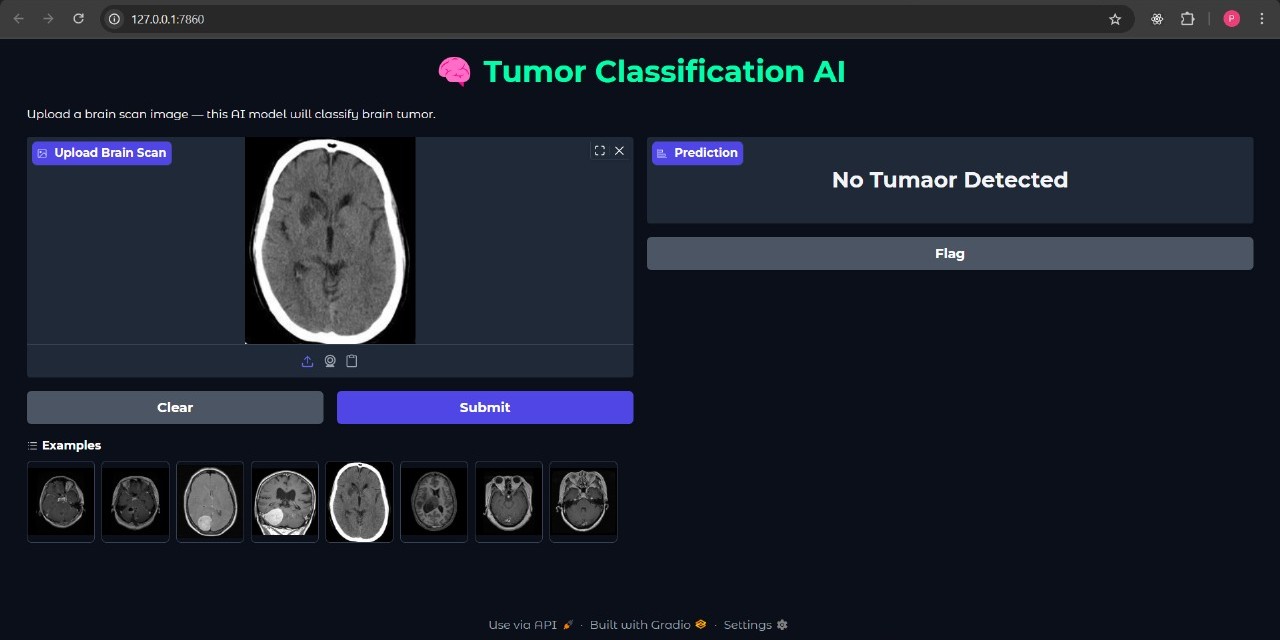 127.0.0.1:7860
P
Tumor Classification AI
Upload a brain scan image — this AI model will classify brain tumor.
Upload Brain Scan
Prediction
No Tumaor Detected
Flag
Clear
Submit
Examples
Use via API · Built with Gradio · Settings